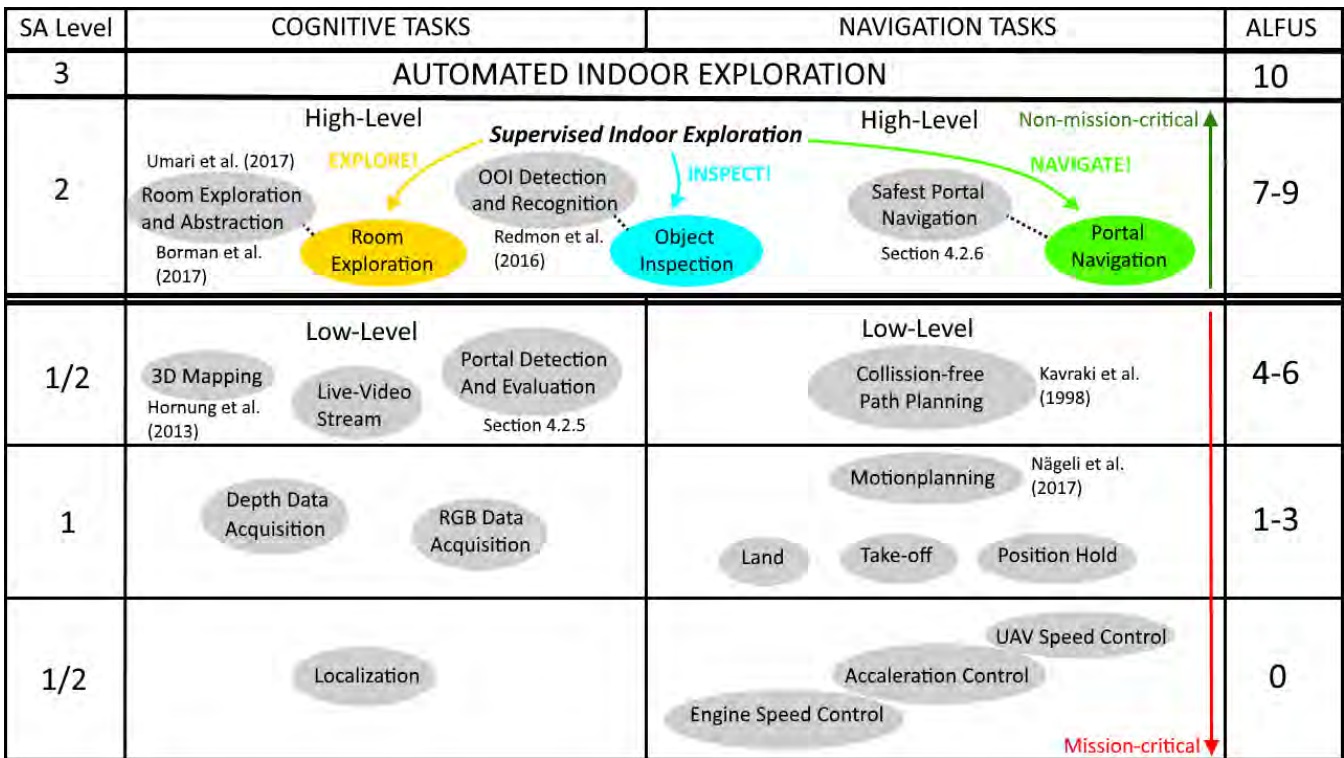 SA Level
COGNITIVE TASKS
NAVIGATION TASKS
ALFUS
3
AUTOMATED INDOOR EXPLORATION
10
2
High-Level
Supervised Indoor Exploration
High-Level
Non-mission-critical
Umari et al. (2017)
EXPLORE!
INSPECT!
NAVIGATE!
Room Exploration
and Abstraction
Borman et al.
(2017)
Room
Exploration
OOI Detection
and Recognition
Redmon et al.
(2016)
Object
Inspection
Safest Portal
Navigation
Section 4.2.6
Portal
Navigation
7-9
1/2
Low-Level
3D Mapping
Hornung et al.
(2013)
Live-Video
Stream
Portal Detection
And Evaluation
Section 4.2.5
Low-Level
Collission-free
Path Planning
Kavraki et al.
(1998)
4-6
1
Depth Data
Acquisition
RGB Data
Acquisition
Motionplanning
Nägeli et al.
(2017)
Land
Take-off
Position Hold
1-3
1/2
Localization
UAV Speed Control
Accaleration Control
Engine Speed Control
Mission-critical
0